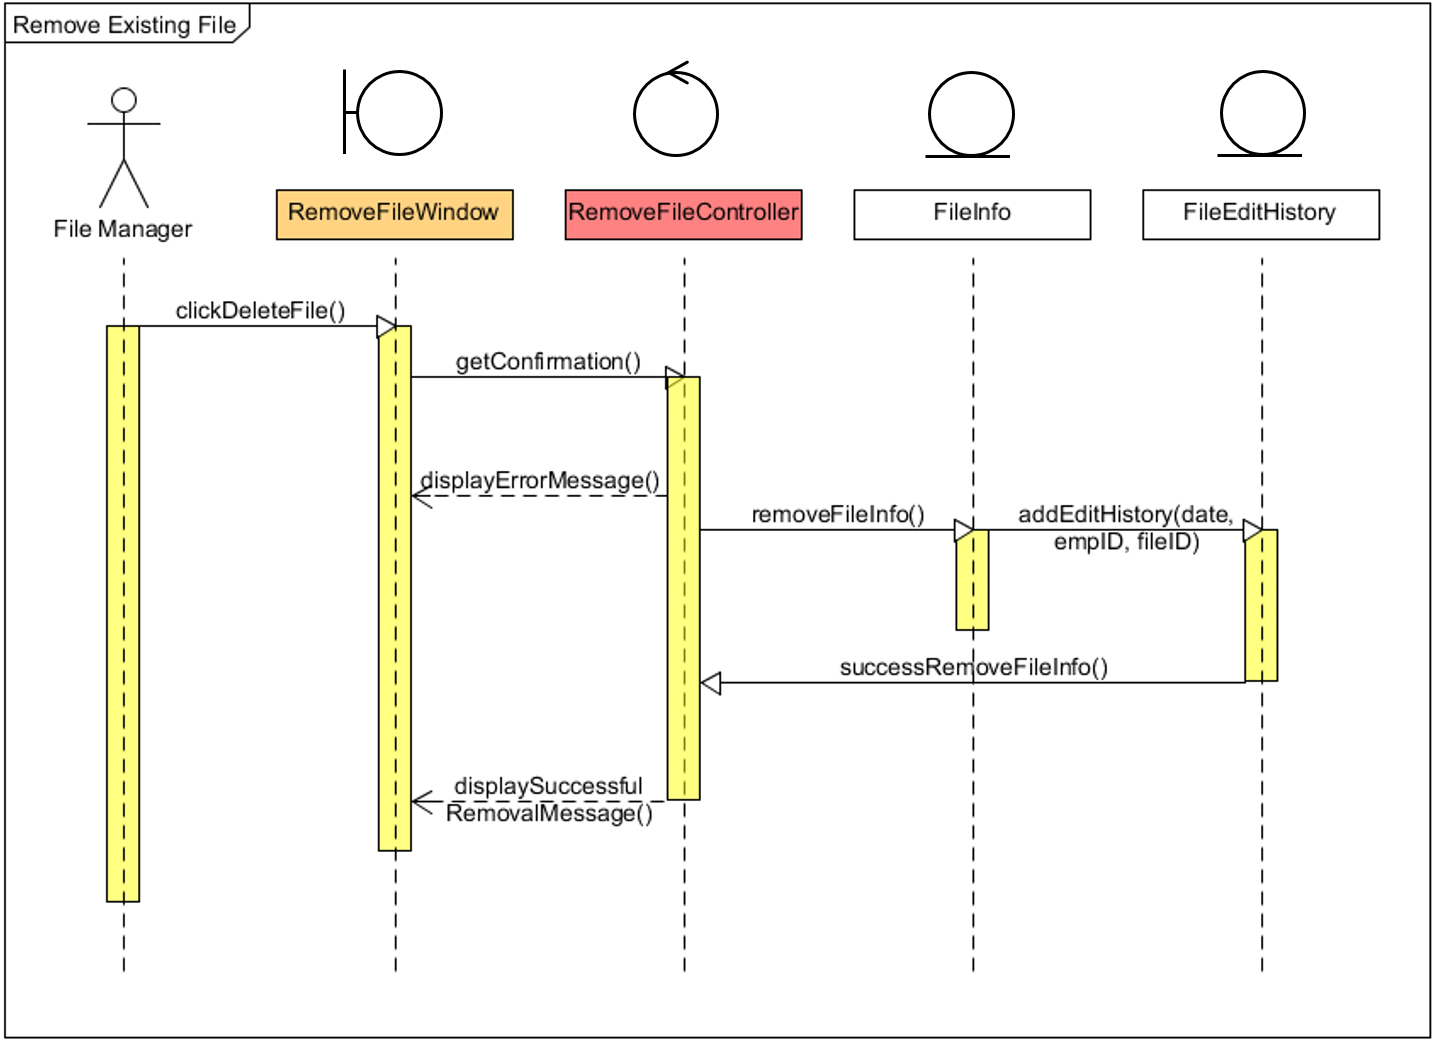 Remove Existing File
File Manager
RemoveFileWindow
RemoveFileController
FileInfo
FileEditHistory
clickDeleteFile()
getConfirmation()
displayErrorMessage()
removeFileInfo()
addEditHistory(date,
empID, fileID)
successRemoveFileInfo()
displaySuccessful
RemovalMessage()